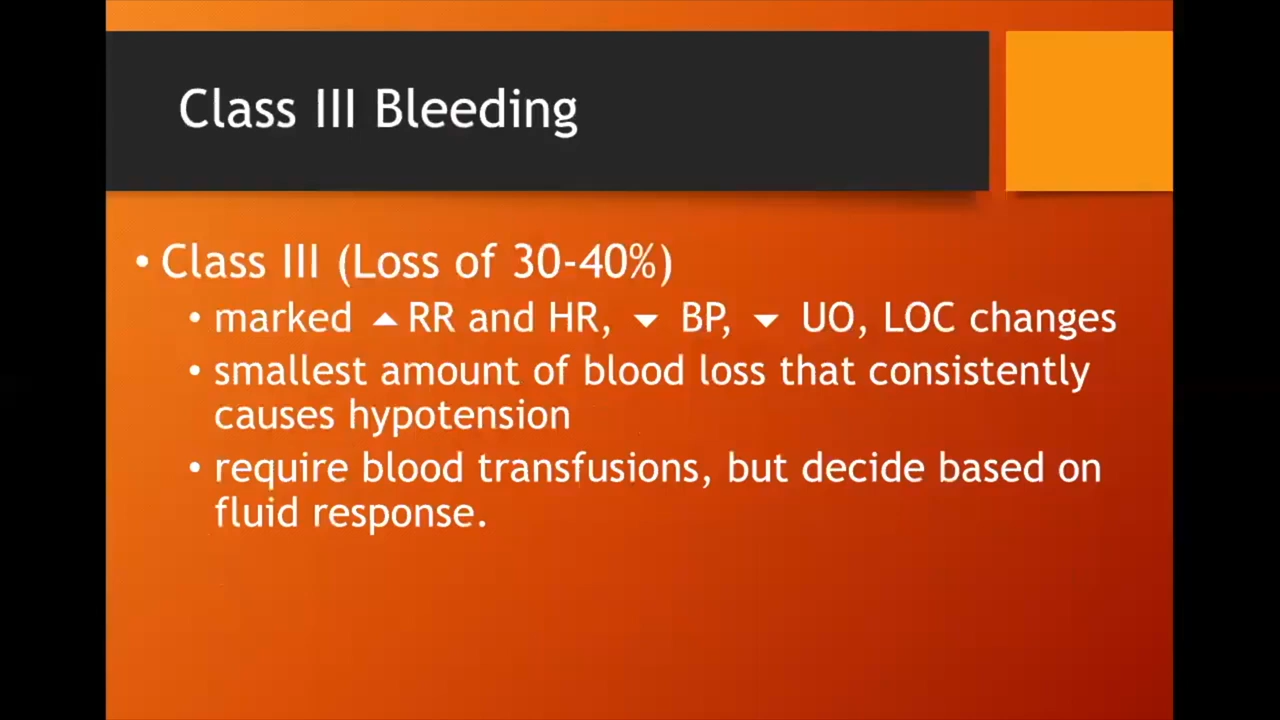 Class III Bleeding
• Class III (Loss of 30-40%)
• marked ▲RR and HR, ▼ BP, ▼ UO, LOC changes
• smallest amount of blood loss that consistently
causes hypotension
• require blood transfusions, but decide based on
fluid response.